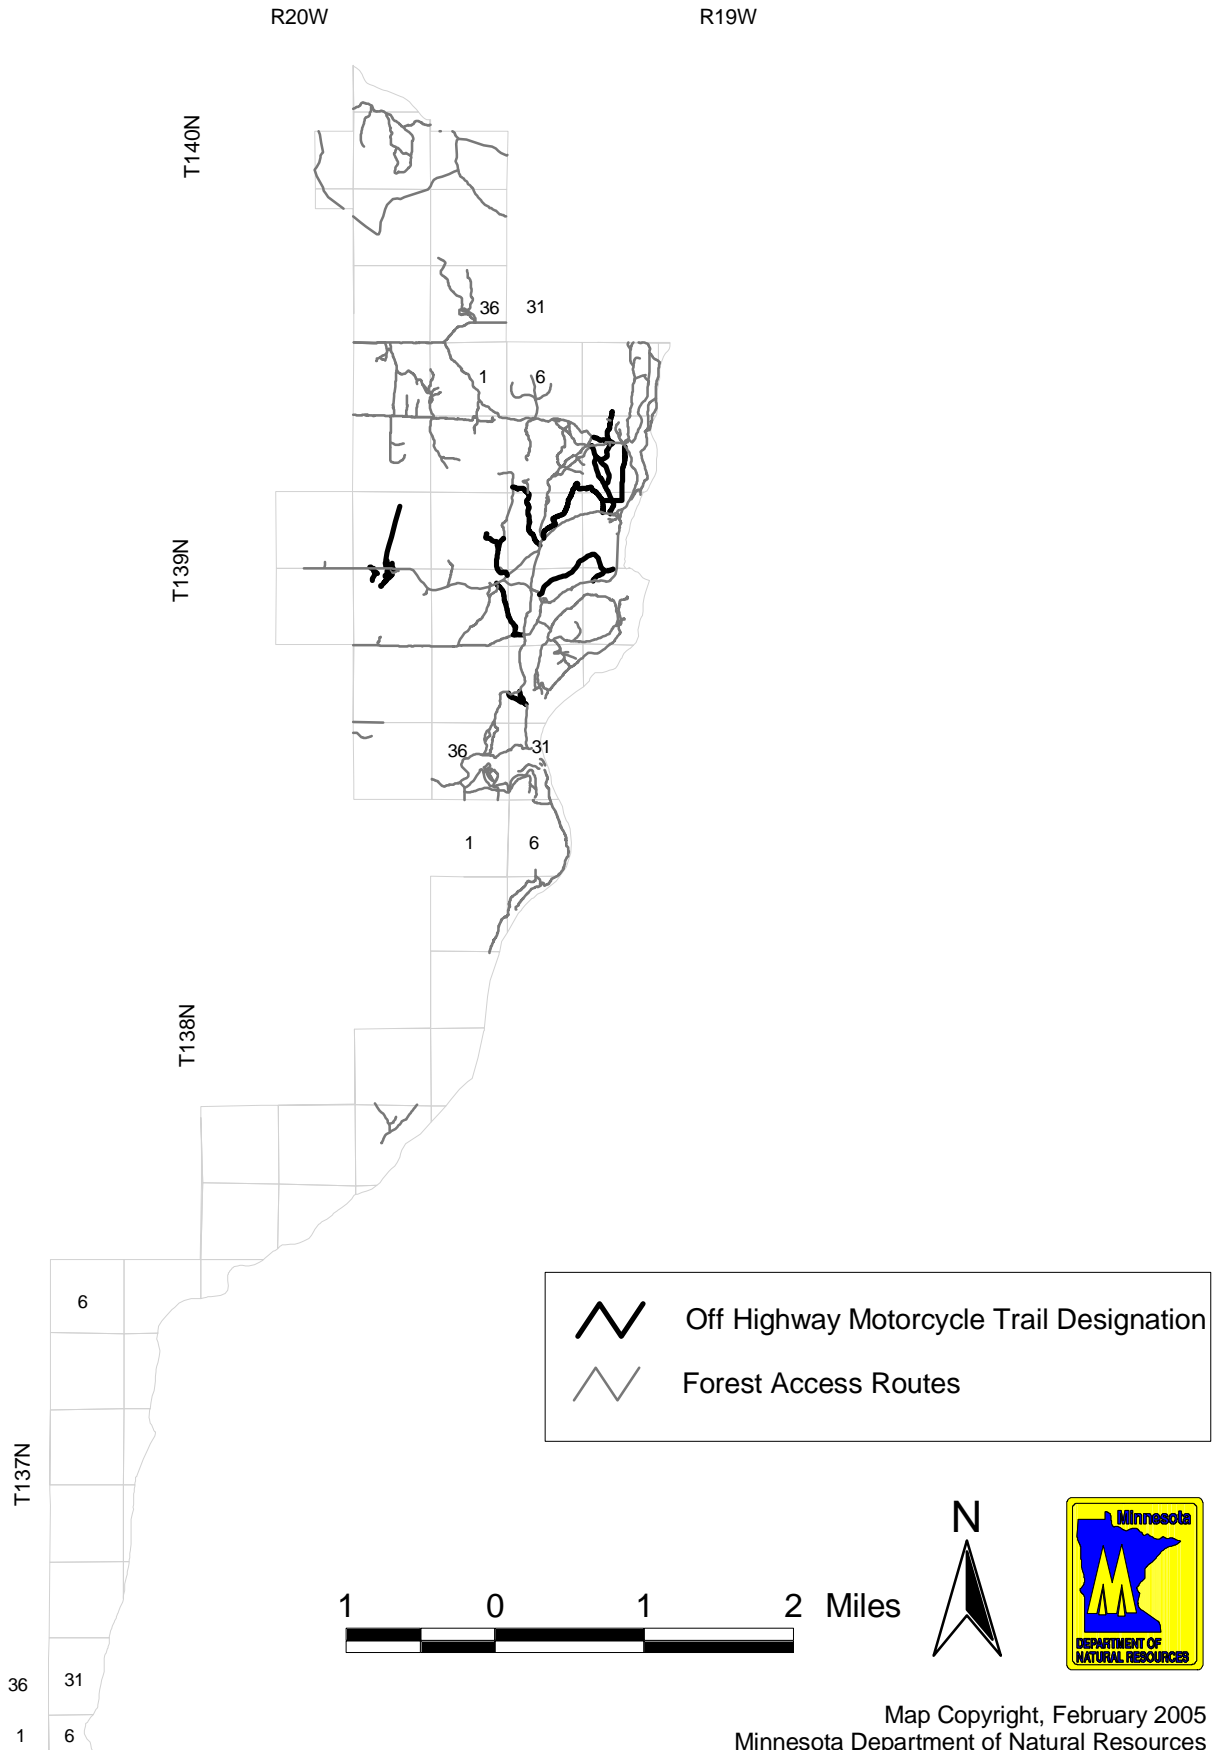 R20W R19W
T140N
36 31
1 6
T139N
36 31
1 6
T138N
6
Off Highway Motorcycle Trail Designation
Forest Access Routes
T137N
N
Minnesota
DEPARTMENT OF
NATURAL RESOURCES
1 0 1 2 Miles
36 31
1 6
Map Copyright, February 2005
Minnesota Department of Natural Resources